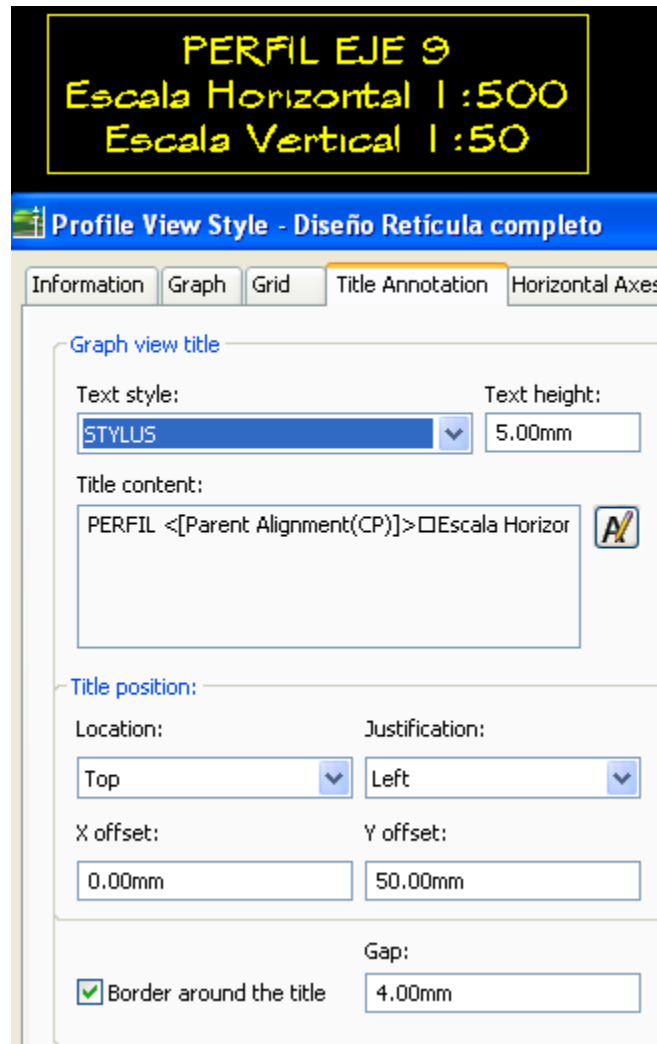 PERFIL EJE 9
Escala Horizontal 1:500
Escala Vertical 1:50
Profile View Style - Diseño Retícula completo
Information Graph Grid Title Annotation Horizontal Axes
Graph view title
Text style: Text height:
STYLUS 5.00mm
Title content:
PERFIL <[Parent Alignment(CP)]>□Escala Horizor
Title position:
Location: Justification:
Top Left
X offset: Y offset:
0.00mm 50.00mm
Gap:
Border around the title 4.00mm